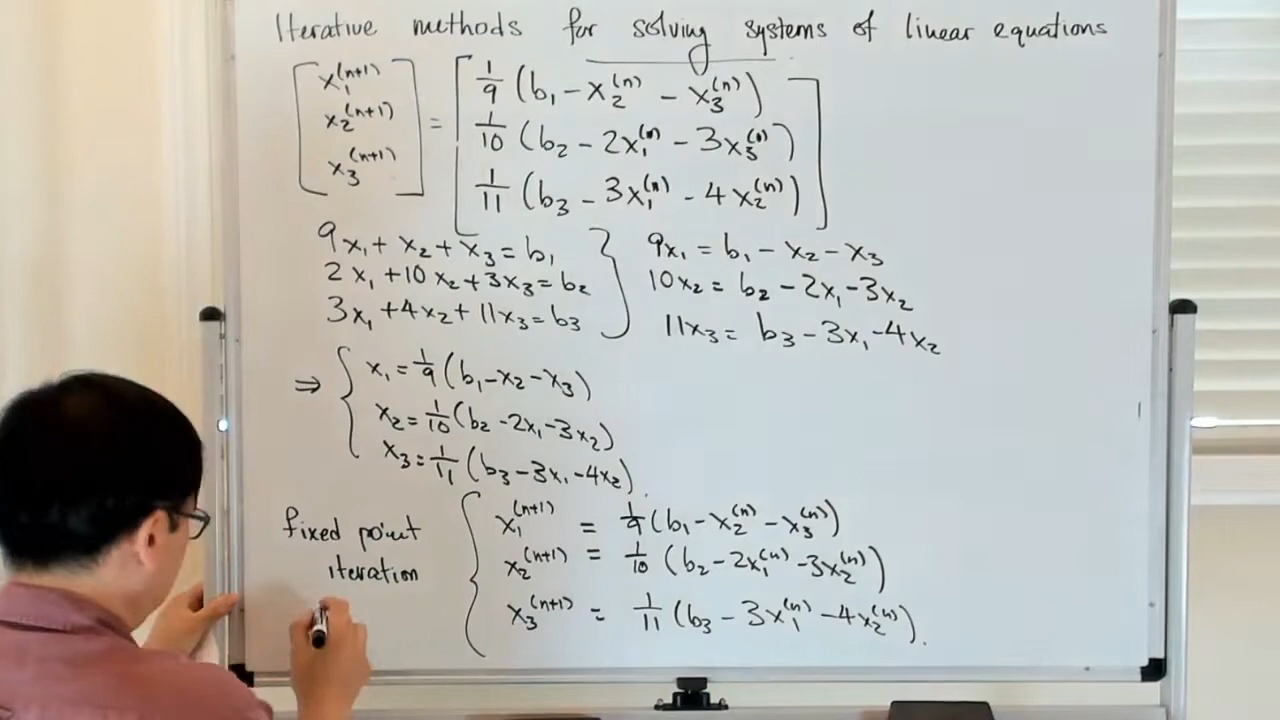 Iterative methods for solving systems of linear equations
[x₁^(n+1) x₂^(n+1) x₃^(n+1)] = [1/9 (b₁ - x₂^(n) - x₃^(n))
1/10 (b₂ - 2x₁^(n) - 3x₃^(n))
1/11 (b₃ - 3x₁^(n) - 4x₂^(n))]
9x₁ + x₂ + x₃ = b₁ } 9x₁ = b₁ - x₂ - x₃
2x₁ + 10x₂ + 3x₃ = b₂ 10x₂ = b₂ - 2x₁ - 3x₂
3x₁ + 4x₂ + 11x₃ = b₃ 11x₃ = b₃ - 3x₁ - 4x₂
⇒ { x₁ = 1/9 (b₁ - x₂ - x₃)
x₂ = 1/10 (b₂ - 2x₁ - 3x₂)
x₃ = 1/11 (b₃ - 3x₁ - 4x₂).
fixed point { x₁^(n+1) = 1/9 (b₁ - x₂^(n) - x₃^(n))
iteration x₂^(n+1) = 1/10 (b₂ - 2x₁^(n) - 3x₂^(n))
x₃^(n+1) = 1/11 (b₃ - 3x₁^(n) - 4x₂^(n)).